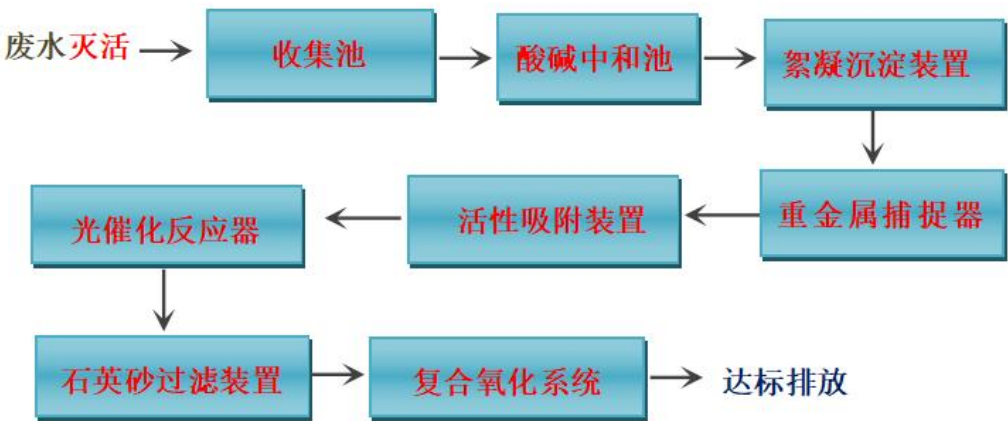 废水灭活
收集池
酸碱中和池
絮凝沉淀装置
重金属捕捉器
活性吸附装置
光催化反应器
石英砂过滤装置
复合氧化系统
达标排放